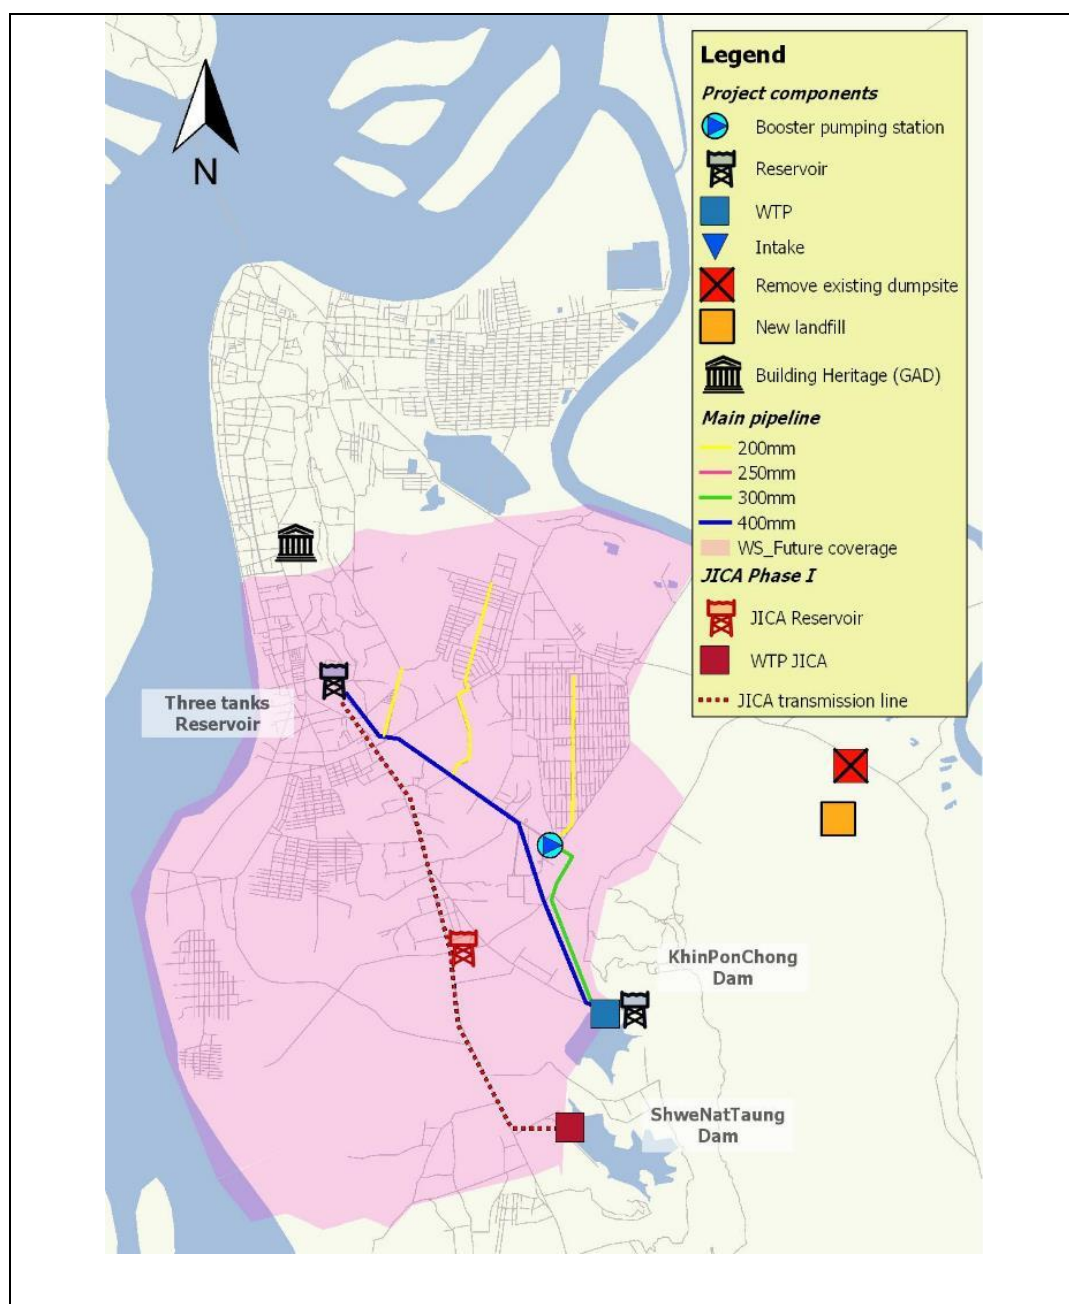 N
Legend
Project components
Booster pumping station
Reservoir
WTP
Intake
Remove existing dumpsite
New landfill
Building Heritage (GAD)
Main pipeline
200mm
250mm
300mm
400mm
WS_Future coverage
JICA Phase I
JICA Reservoir
WTP JICA
JICA transmission line
Three tanks
Reservoir
KhinPonChong
Dam
ShweNatTaung
Dam